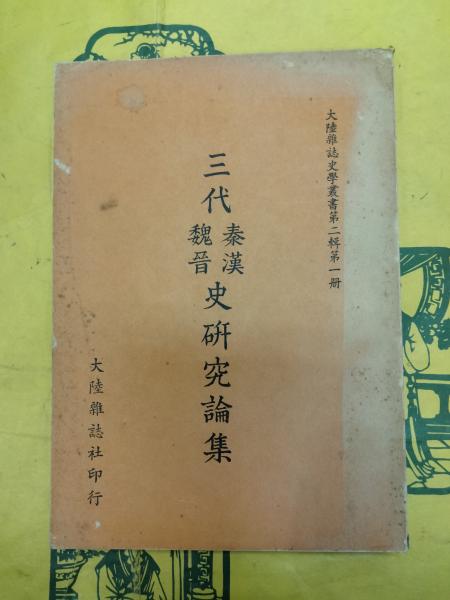 大陸雜誌史學叢書第二輯第一册
三代秦漢魏晉史研究論集
大陸雜誌社印行